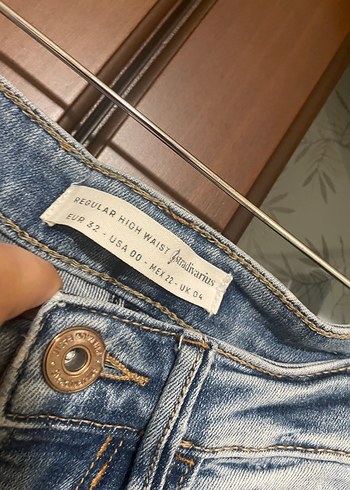 REGULAR HIGH WAIST Stradivarius
EUR 32 - USA 00 - MEX 22 - UK 04